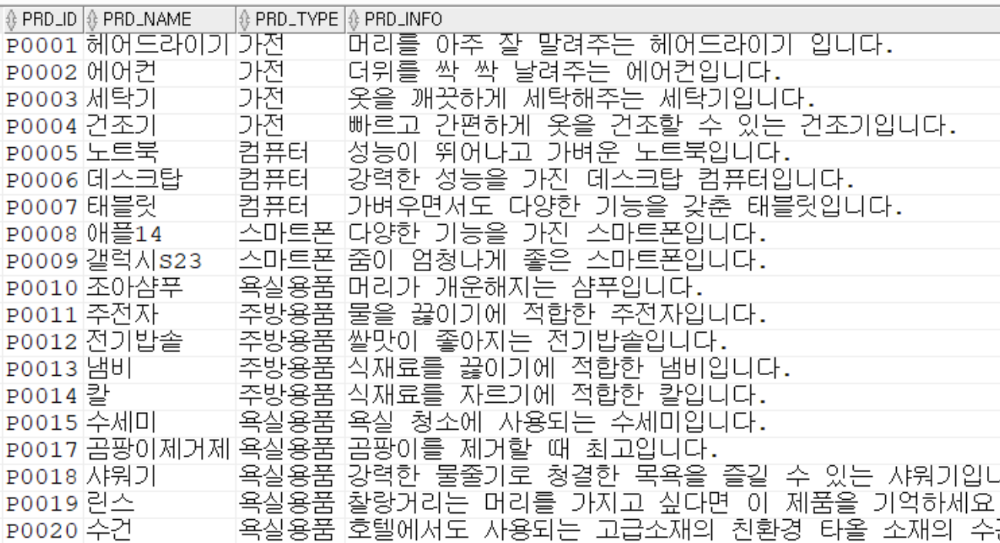 PRD_ID PRD_NAME PRD_TYPE PRD_INFO
P0001 헤어드라이기 가전 머리를 아주 잘 말려주는 헤어드라이기 입니다.
P0002 에어컨 가전 더위를 싹 싹 날려주는 에어컨입니다.
P0003 세탁기 가전 옷을 깨끗하게 세탁해주는 세탁기입니다.
P0004 건조기 가전 빠르고 간편하게 옷을 건조할 수 있는 건조기입니다.
P0005 노트북 컴퓨터 성능이 뛰어나고 가벼운 노트북입니다.
P0006 데스크탑 컴퓨터 강력한 성능을 가진 데스크탑 컴퓨터입니다.
P0007 태블릿 컴퓨터 가벼우면서도 다양한 기능을 갖춘 태블릿입니다.
P0008 애플14 스마트폰 다양한 기능을 가진 스마트폰입니다.
P0009 갤럭시S23 스마트폰 줌이 엄청나게 좋은 스마트폰입니다.
P0010 조아샴푸 욕실용품 머리가 개운해지는 샴푸입니다.
P0011 주전자 주방용품 물을 끓이기에 적합한 주전자입니다.
P0012 전기밥솥 주방용품 쌀맛이 좋아지는 전기밥솥입니다.
P0013 냄비 주방용품 식재료를 끓이기에 적합한 냄비입니다.
P0014 칼 주방용품 식재료를 자르기에 적합한 칼입니다.
P0015 수세미 욕실용품 욕실 청소에 사용되는 수세미입니다.
P0017 곰팡이제거제 욕실용품 곰팡이를 제거할 때 최고입니다.
P0018 샤워기 욕실용품 강력한 물줄기로 청결한 목욕을 즐길 수 있는 샤워기입니
P0019 린스 욕실용품 찰랑거리는 머리를 가지고 싶다면 이 제품을 기억하세요
P0020 수건 욕실용품 호텔에서도 사용되는 고급소재의 친환경 타올 소재의